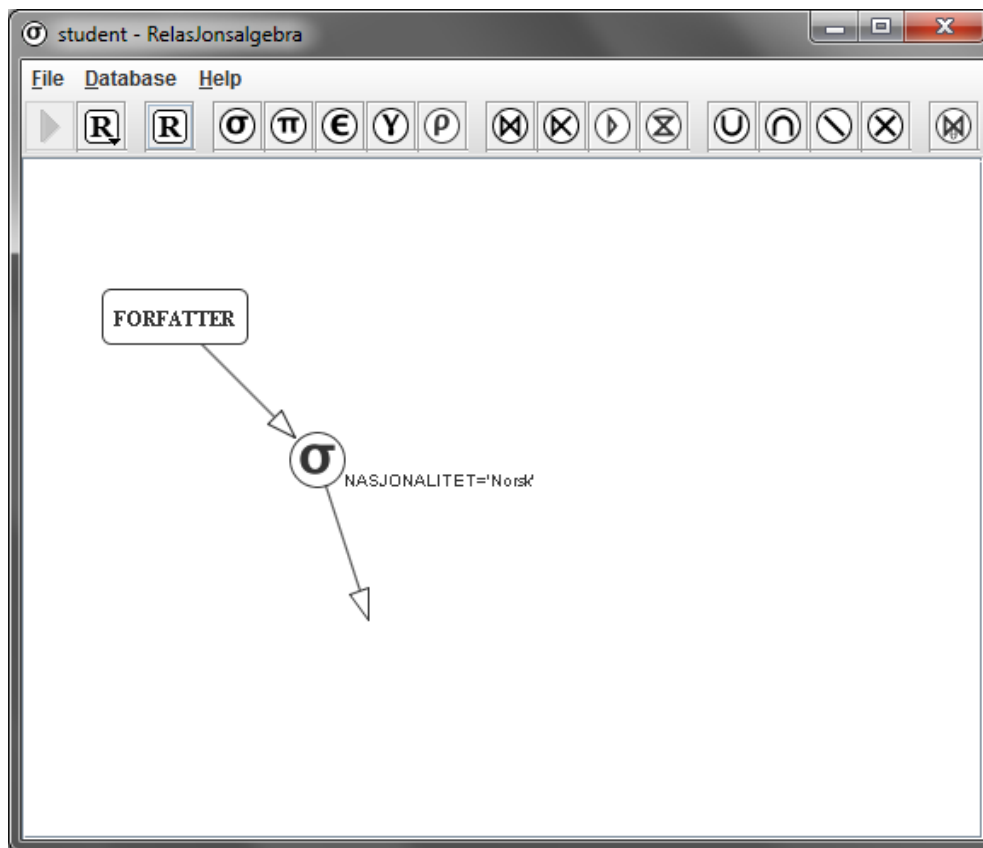 σ student - RelasJonsalgebra
File Database Help
R R σ π ϵ γ ρ ⋈ ⋉ ▷ ⧖ ∪ ∩ \ ×
FORFATTER
σ
NASJONALITET='Norsk'